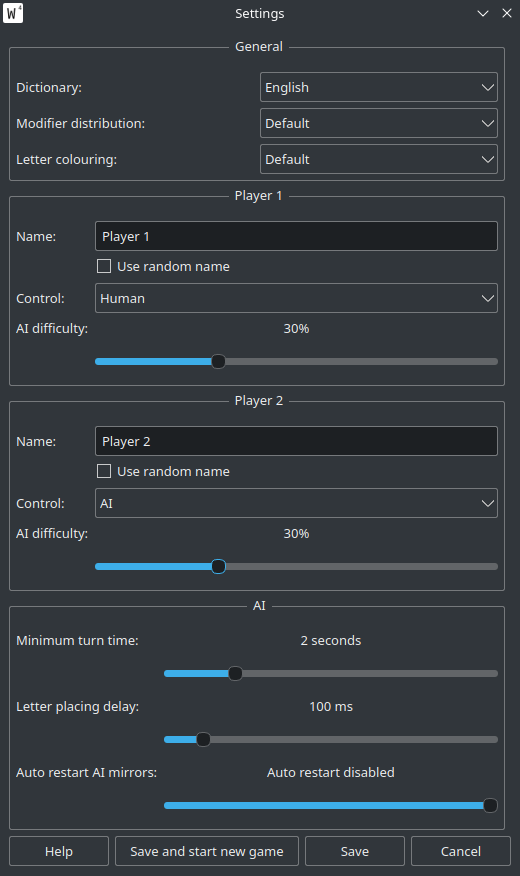 W4 Settings
General
Dictionary: English
Modifier distribution: Default
Letter colouring: Default
Player 1
Name: Player 1
Use random name
Control: Human
AI difficulty: 30%
Player 2
Name: Player 2
Use random name
Control: AI
AI difficulty: 30%
AI
Minimum turn time: 2 seconds
Letter placing delay: 100 ms
Auto restart AI mirrors: Auto restart disabled
Help Save and start new game Save Cancel